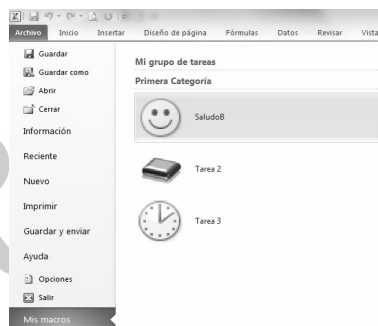 Archivo Inicio Insertar Diseño de página Fórmulas Datos Revisar Vista
Guardar
Guardar como
Abrir
Cerrar
Información
Reciente
Nuevo
Imprimir
Guardar y enviar
Ayuda
Opciones
Salir
Mis macros
Mi grupo de tareas
Primera Categoría
SaludoB
Tarea 2
Tarea 3